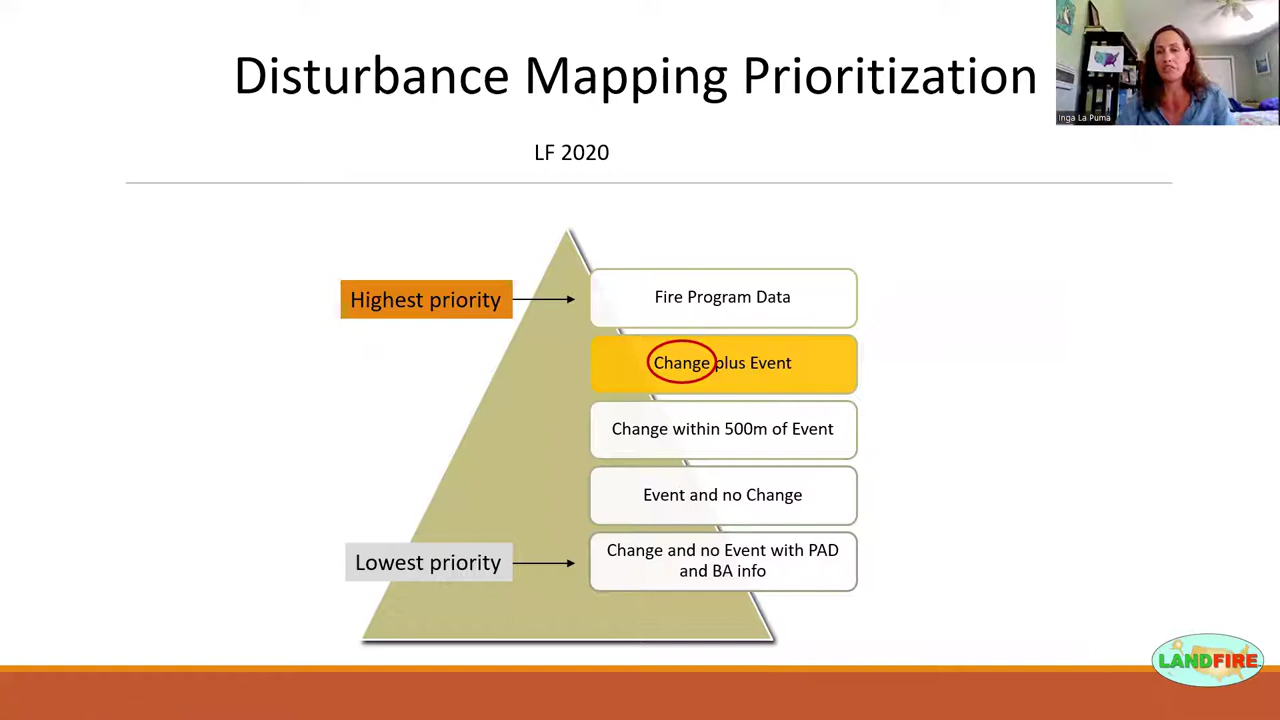 Disturbance Mapping Prioritization
Inga La Puma
LF 2020
Highest priority
Fire Program Data
Change plus Event
Change within 500m of Event
Event and no Change
Lowest priority
Change and no Event with PAD
and BA info
LANDFIRE